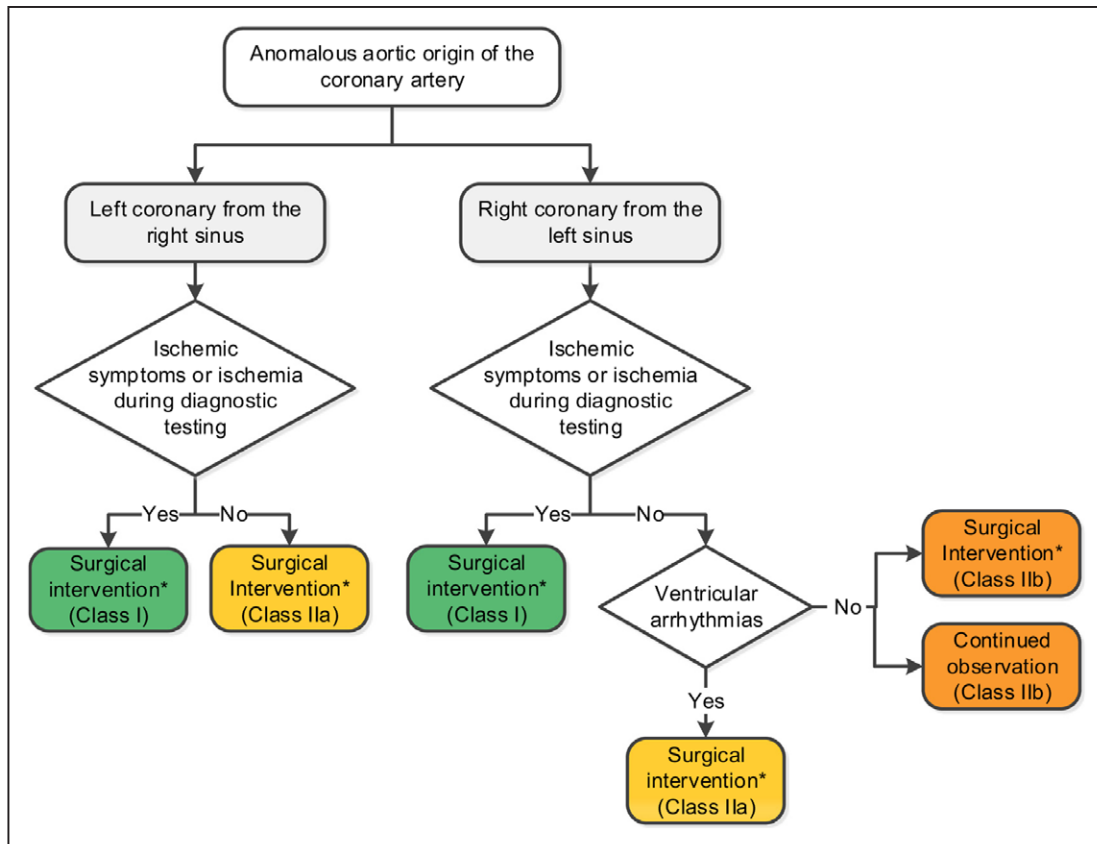 Anomalous aortic origin of the
coronary artery
Left coronary from the
right sinus
Right coronary from the
left sinus
Ischemic
symptoms or ischemia
during diagnostic
testing
Ischemic
symptoms or ischemia
during diagnostic
testing
Yes
No
Yes
No
Surgical
intervention*
(Class I)
Surgical
Intervention*
(Class IIa)
Surgical
intervention*
(Class I)
Ventricular
arrhythmias
No
Surgical
Intervention*
(Class IIb)
Continued
observation
(Class IIb)
Yes
Surgical
intervention*
(Class IIa)